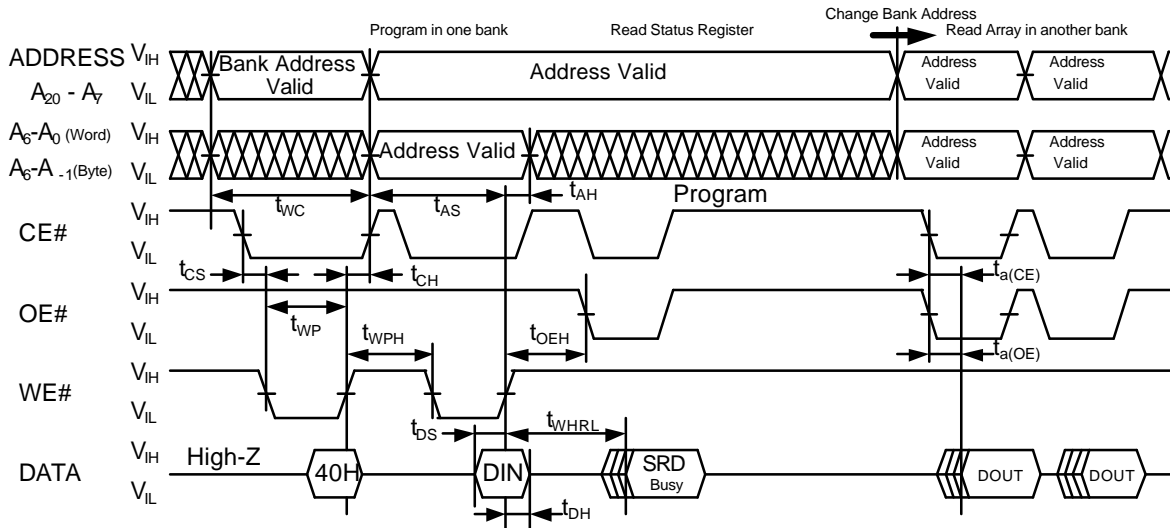 Change Bank Address
Program in one bank Read Status Register Read Array in another bank
ADDRESS VIH Bank Address Valid Address Valid Address Valid Address Valid
A20 - A7 VIL
A6-A0 (Word) VIH Address Valid Address Valid Address Valid
A6-A -1(Byte) VIL
tWC tAS tAH Program
CE# VIH
VIL
tCS tCH ta(CE)
OE# VIH
VIL
tWP tWPH tOEH ta(OE)
WE# VIH
VIL
tDS tWHRL
DATA VIH High-Z 40H DIN SRD Busy DOUT DOUT
VIL
tDH